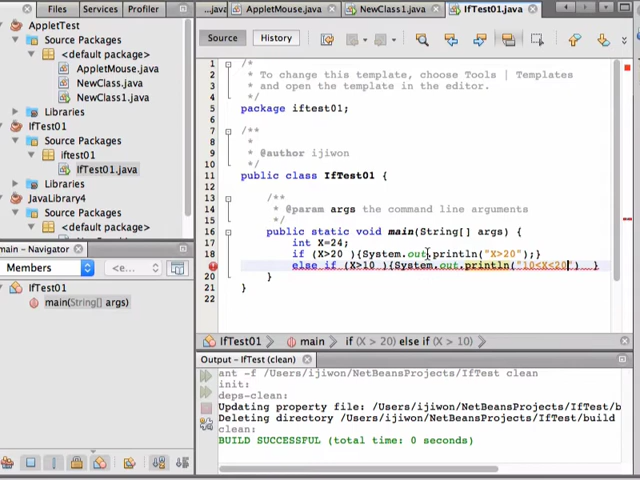 Files Services Profiler
AppletTest
Source Packages
<default package>
AppletMouse.java
NewClass.java
NewClass1.java
Libraries
IfTest01
Source Packages
iftest01
IfTest01.java
Libraries
JavaLibrary4
Source Packages
<default package>
main - Navigator
Members <e...
IfTest01
main(String[] args)
...java AppletMouse.java NewClass1.java IfTest01.java
Source History
1 /*
2 * To change this template, choose Tools | Templates
3 * and open the template in the editor.
4 */
5 package iftest01;
6
7 /**
8 *
9 * @author ijiwon
10 */
11 public class IfTest01 {
12
13 /**
14 * @param args the command line arguments
15 */
16 public static void main(String[] args) {
17 int X=24;
18 if (X>20 ){System.out.println("X>20");}
else if (X>10 ){System.out.println("10<X<20") }
20 }
21 }
22
IfTest01 main if (X > 20) else if (X > 10)
Output - IfTest (clean)
ant -f /Users/ijiwon/NetBeansProjects/IfTest clean
init:
deps-clean:
Updating property file: /Users/ijiwon/NetBeansProjects/IfTest/b
Deleting directory /Users/ijiwon/NetBeansProjects/IfTest/build
clean:
BUILD SUCCESSFUL (total time: 0 seconds)